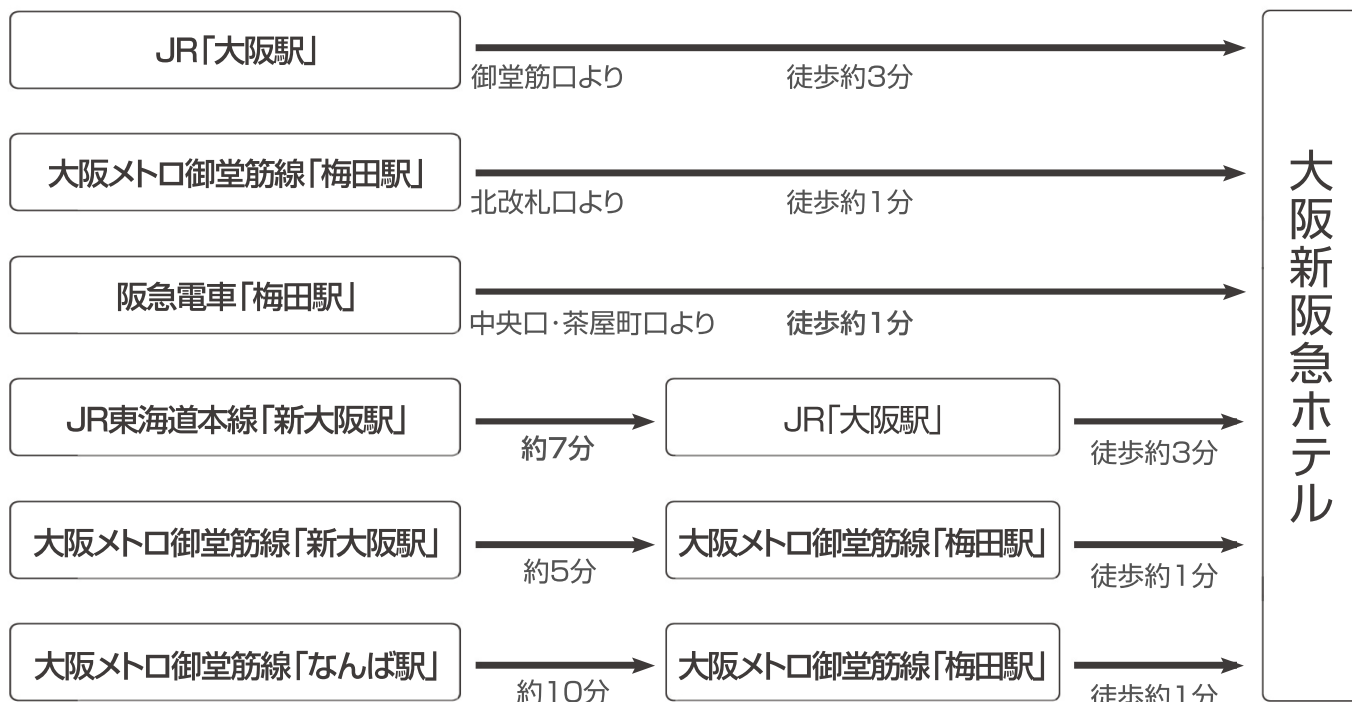 JR「大阪駅」
御堂筋口より 徒歩約3分
大阪メトロ御堂筋線「梅田駅」
北改札口より 徒歩約1分
阪急電車「梅田駅」
中央口・茶屋町口より 徒歩約1分
JR東海道本線「新大阪駅」
約7分
JR「大阪駅」
徒歩約3分
大阪メトロ御堂筋線「新大阪駅」
約5分
大阪メトロ御堂筋線「梅田駅」
徒歩約1分
大阪メトロ御堂筋線「なんば駅」
約10分
大阪メトロ御堂筋線「梅田駅」
徒歩約1分
大阪新阪急ホテル